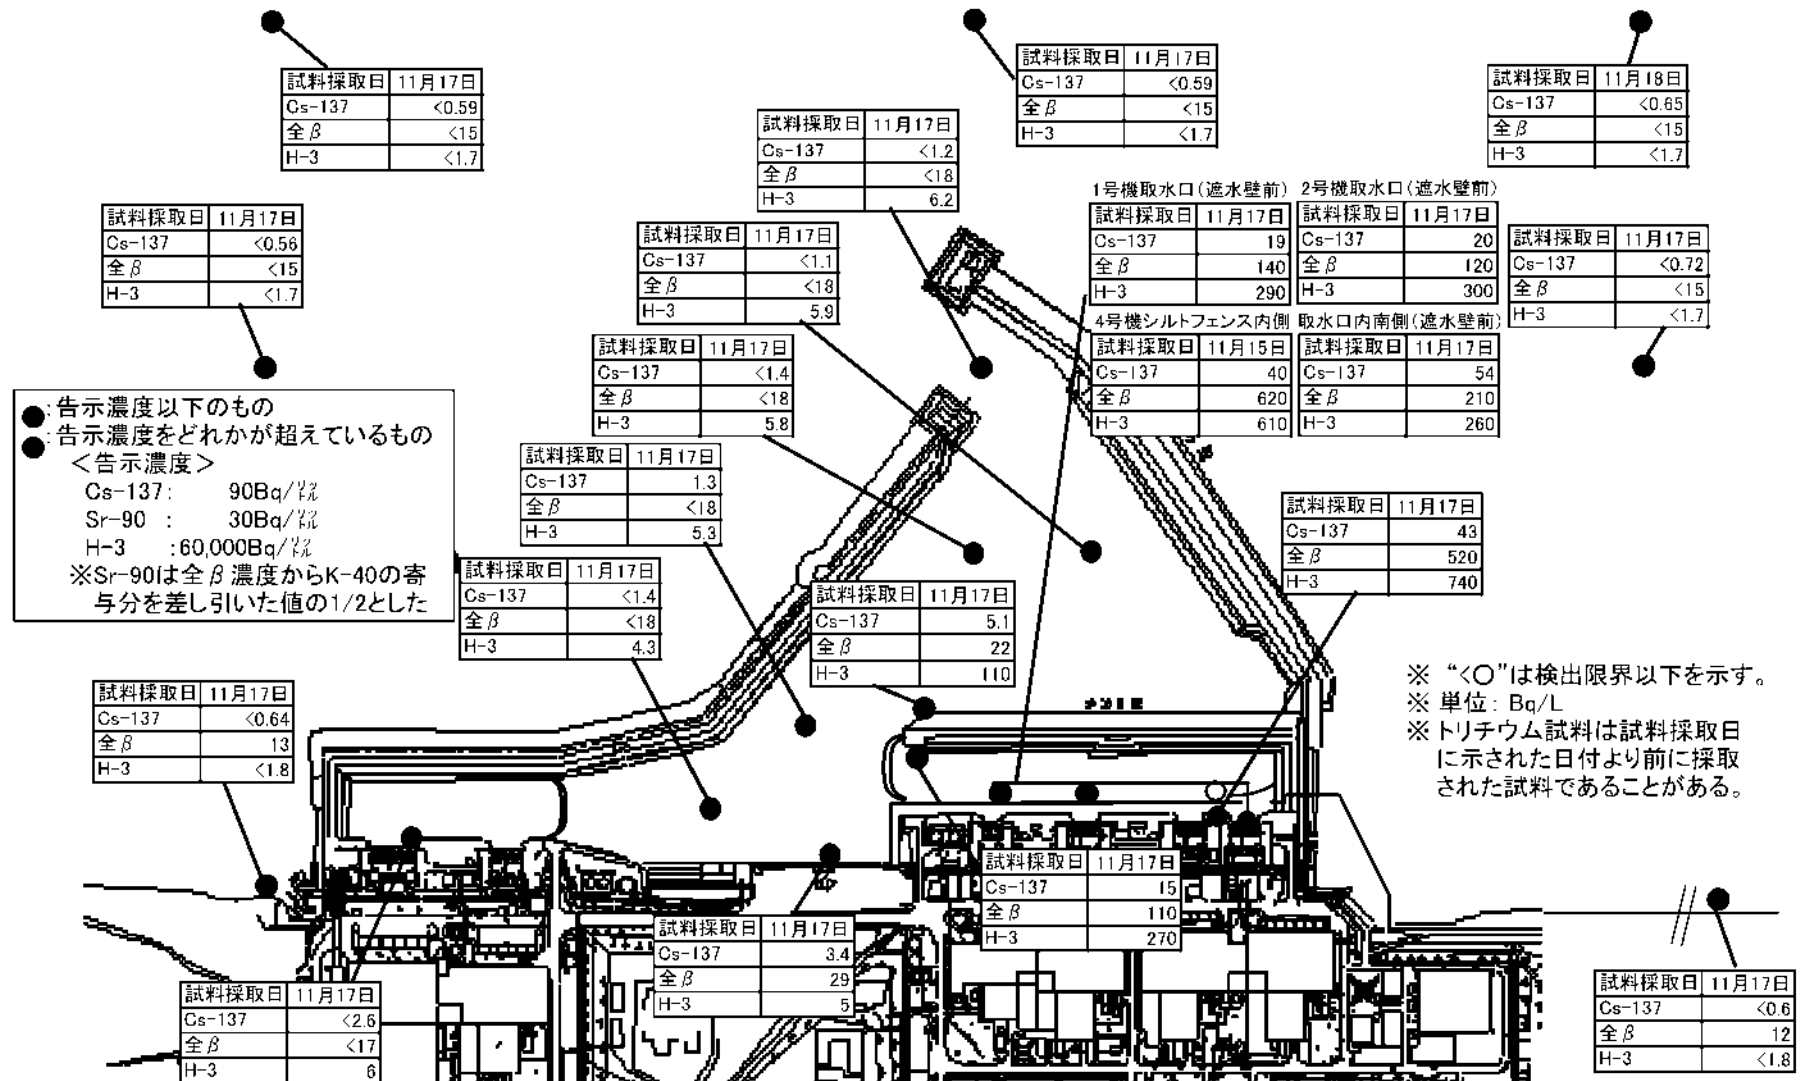 試料採取日 11月17日
Cs-137 <0.59
全β <15
H-3 <1.7
試料採取日 11月17日
Cs-137 <0.59
全β <15
H-3 <1.7
試料採取日 11月18日
Cs-137 <0.65
全β <15
H-3 <1.7
試料採取日 11月17日
Cs-137 <1.2
全β <18
H-3 6.2
試料採取日 11月17日
Cs-137 <0.56
全β <15
H-3 <1.7
試料採取日 11月17日
Cs-137 <1.1
全β <18
H-3 5.9
1号機取水口(遮水壁前)
試料採取日 11月17日
Cs-137 19
全β 140
H-3 290
2号機取水口(遮水壁前)
試料採取日 11月17日
Cs-137 20
全β 120
H-3 300
試料採取日 11月17日
Cs-137 <0.72
全β <15
H-3 <1.7
4号機シルトフェンス内側
試料採取日 11月15日
Cs-137 40
全β 620
H-3 610
取水口内南側(遮水壁前)
試料採取日 11月17日
Cs-137 54
全β 210
H-3 260
試料採取日 11月17日
Cs-137 <1.4
全β <18
H-3 5.8
●:告示濃度以下のもの
●:告示濃度をどれかが超えているもの
<告示濃度>
Cs-137: 90Bq/㍑
Sr-90 : 30Bq/㍑
H-3 :60,000Bq/㍑
※Sr-90は全β濃度からK-40の寄
与分を差し引いた値の1/2とした
試料採取日 11月17日
Cs-137 1.3
全β <18
H-3 5.3
試料採取日 11月17日
Cs-137 43
全β 520
H-3 740
試料採取日 11月17日
Cs-137 <1.4
全β <18
H-3 4.3
試料採取日 11月17日
Cs-137 5.1
全β 22
H-3 110
試料採取日 11月17日
Cs-137 <0.64
全β 13
H-3 <1.8
※ “<○”は検出限界以下を示す。
※ 単位: Bq/L
※ トリチウム試料は試料採取日
に示された日付より前に採取
された試料であることがある。
試料採取日 11月17日
Cs-137 15
全β 110
H-3 270
試料採取日 11月17日
Cs-137 3.4
全β 29
H-3 5
試料採取日 11月17日
Cs-137 <2.6
全β <17
H-3 6
試料採取日 11月17日
Cs-137 <0.6
全β 12
H-3 <1.8